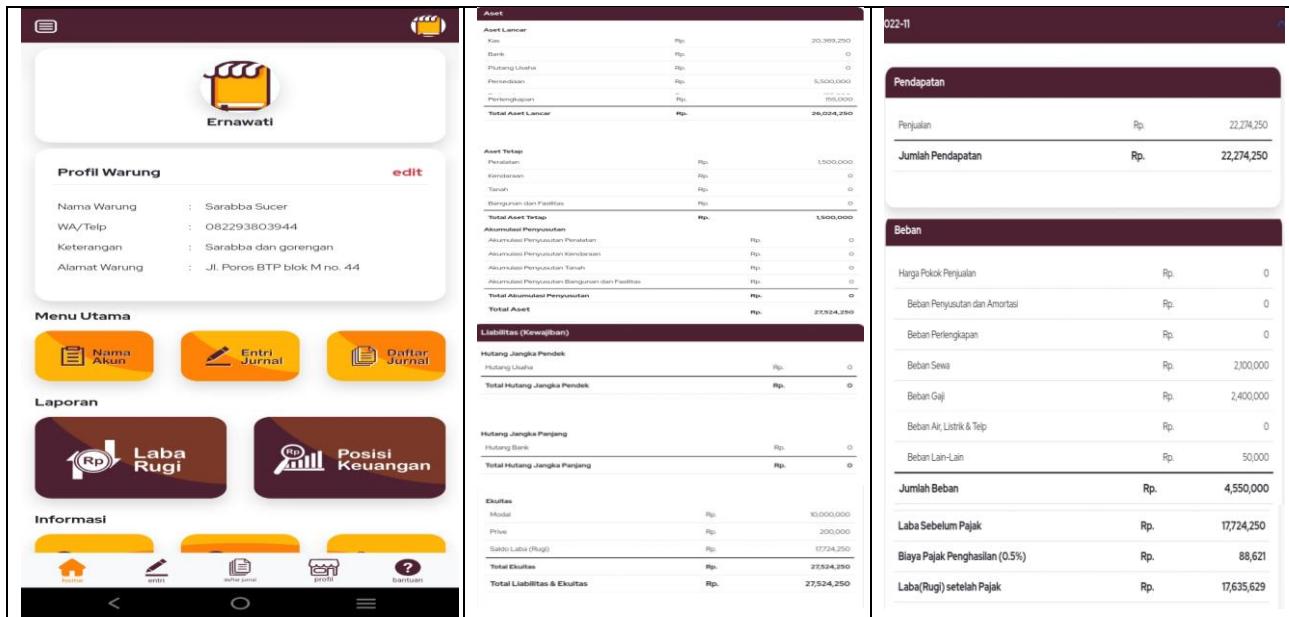 Ernawati
Profil Warung edit
Nama Warung : Sarabba Sucer
WA/Telp : 082293803944
Keterangan : Sarabba dan gorengan
Alamat Warung : Jl. Poros BTP blok M no. 44
Menu Utama
Nama Akun
Entri Jurnal
Daftar Jurnal
Laporan
Laba Rugi
Posisi Keuangan
Informasi
home entri daftar jurnal profil bantuan
Aset
Aset Lancar
Kas Rp. 20,369,250
Bank Rp. 0
Piutang Usaha Rp. 0
Persediaan Rp. 5,500,000
Perlengkapan Rp. 155,000
Total Aset Lancar Rp. 26,024,250
Aset Tetap
Peralatan Rp. 1,500,000
Kendaraan Rp. 0
Tanah Rp. 0
Bangunan dan Fasilitas Rp. 0
Total Aset Tetap Rp. 1,500,000
Akumulasi Penyusutan
Akumulasi Penyusutan Peralatan Rp. 0
Akumulasi Penyusutan Kendaraan Rp. 0
Akumulasi Penyusutan Tanah Rp. 0
Akumulasi Penyusutan Bangunan dan Fasilitas Rp. 0
Total Akumulasi Penyusutan Rp. 0
Total Aset Rp. 27,524,250
Liabilitas (Kewajiban)
Hutang Jangka Pendek
Hutang Usaha Rp. 0
Total Hutang Jangka Pendek Rp. 0
Hutang Jangka Panjang
Hutang Bank Rp. 0
Total Hutang Jangka Panjang Rp. 0
Ekuitas
Modal Rp. 10,000,000
Prive Rp. 200,000
Saldo Laba (Rugi) Rp. 17,724,250
Total Ekuitas Rp. 27,524,250
Total Liabilitas & Ekuitas Rp. 27,524,250
022-11
Pendapatan
Penjualan Rp. 22,274,250
Jumlah Pendapatan Rp. 22,274,250
Beban
Harga Pokok Penjualan Rp. 0
Beban Penyusutan dan Amortasi Rp. 0
Beban Perlengkapan Rp. 0
Beban Sewa Rp. 2,100,000
Beban Gaji Rp. 2,400,000
Beban Air, Listrik & Telp Rp. 0
Beban Lain-Lain Rp. 50,000
Jumlah Beban Rp. 4,550,000
Laba Sebelum Pajak Rp. 17,724,250
Biaya Pajak Penghasilan (0.5%) Rp. 88,621
Laba(Rugi) setelah Pajak Rp. 17,635,629